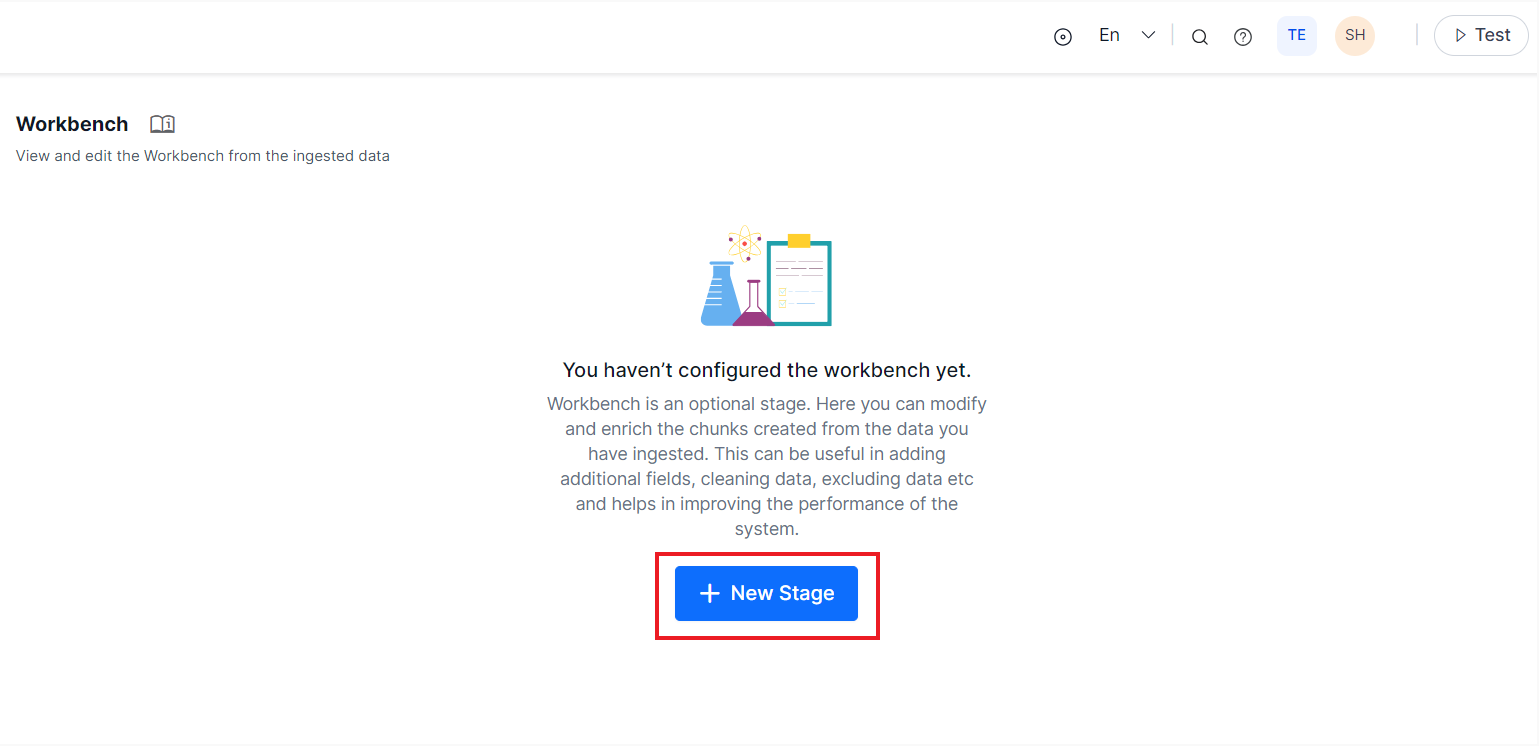 En
TE
SH
Test
Workbench
View and edit the Workbench from the ingested data
You haven’t configured the workbench yet.
Workbench is an optional stage. Here you can modify
and enrich the chunks created from the data you
have ingested. This can be useful in adding
additional fields, cleaning data, excluding data etc
and helps in improving the performance of the
system.
New Stage